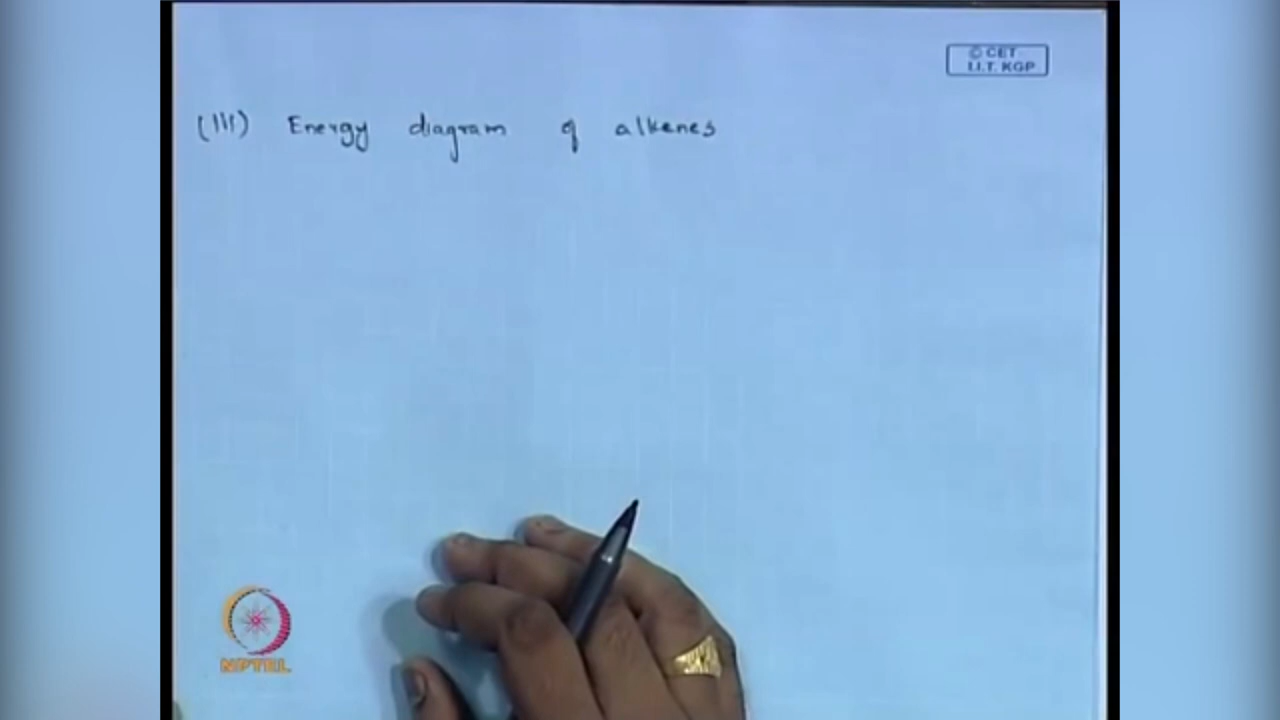 © CET
I.I.T. KGP
(III) Energy diagram of alkenes
NPTEL